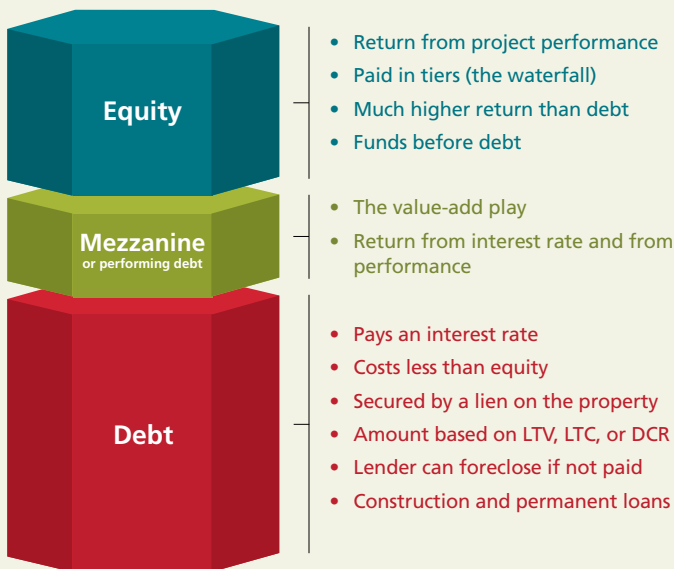 Equity
• Return from project performance
• Paid in tiers (the waterfall)
• Much higher return than debt
• Funds before debt
Mezzanine
or performing debt
• The value-add play
• Return from interest rate and from
performance
Debt
• Pays an interest rate
• Costs less than equity
• Secured by a lien on the property
• Amount based on LTV, LTC, or DCR
• Lender can foreclose if not paid
• Construction and permanent loans